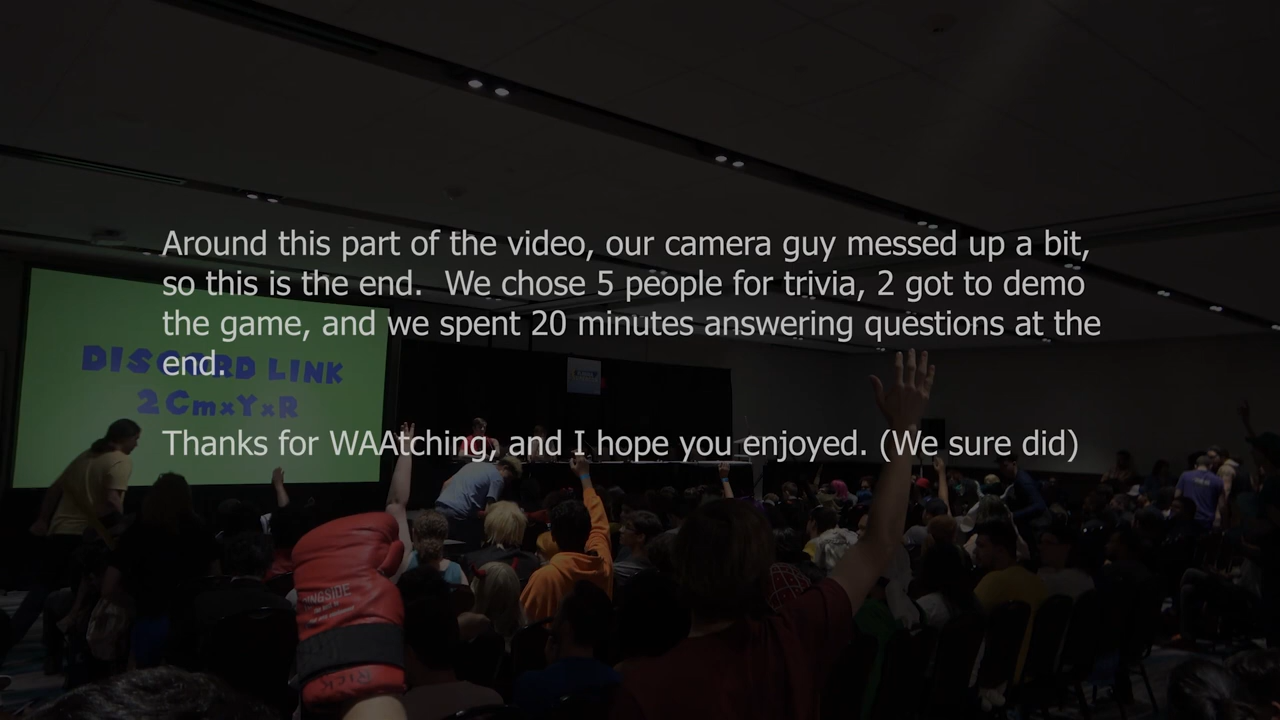 Around this part of the video, our camera guy messed up a bit,
so this is the end.  We chose 5 people for trivia, 2 got to demo
the game, and we spent 20 minutes answering questions at the
end.
DISCORD LINK
2CmxYxR
Thanks for WAAtching, and I hope you enjoyed. (We sure did)
RINGSIDE
RICK